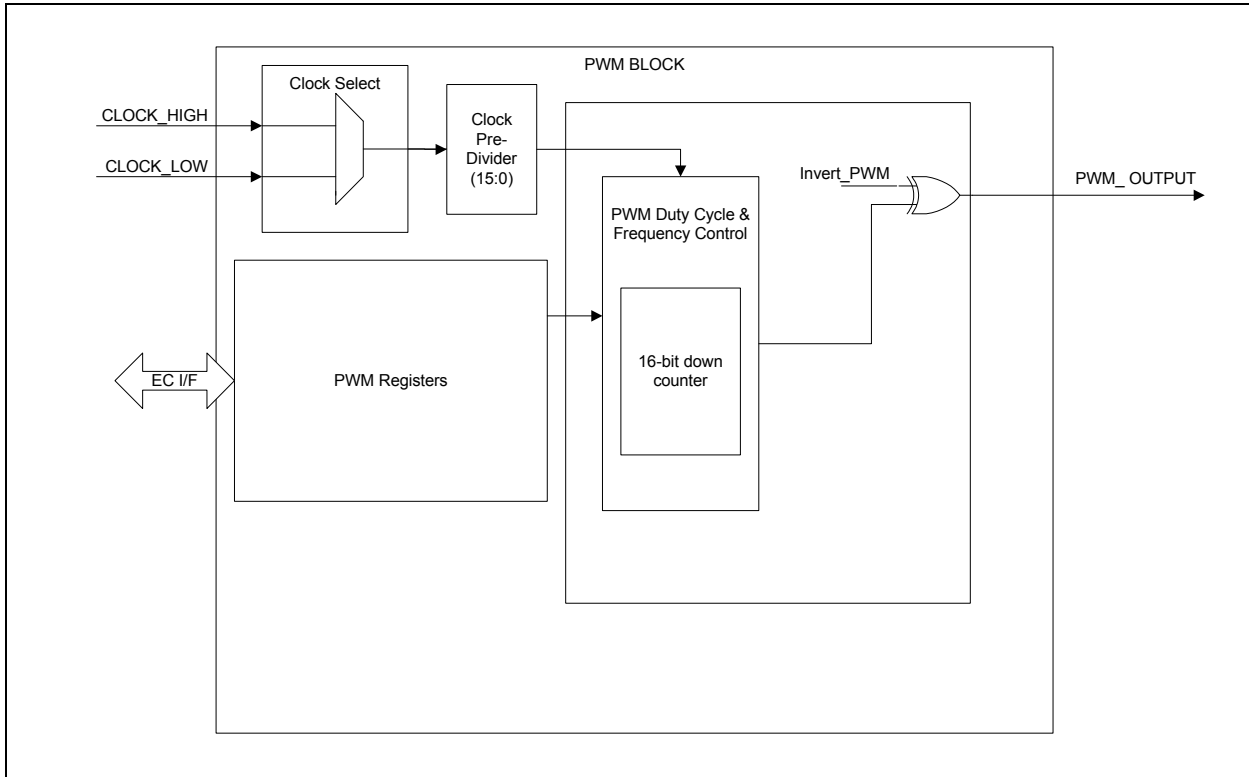 PWM BLOCK
Clock Select
CLOCK_HIGH
CLOCK_LOW
Clock
Pre-
Divider
(15:0)
Invert_PWM
PWM_ OUTPUT
PWM Duty Cycle &
Frequency Control
16-bit down
counter
PWM Registers
EC I/F